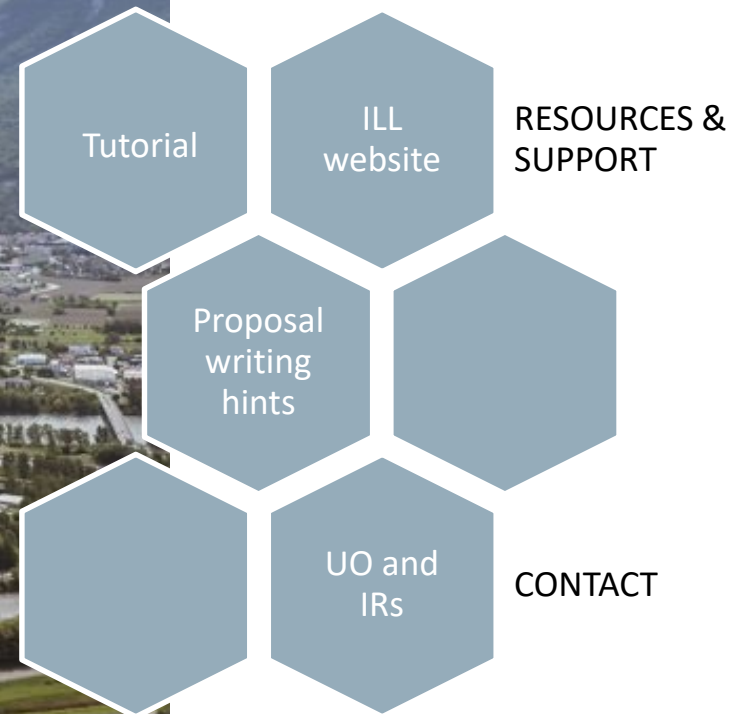 Tutorial
ILL
website
RESOURCES &
SUPPORT
Proposal
writing
hints
UO and
IRs
CONTACT